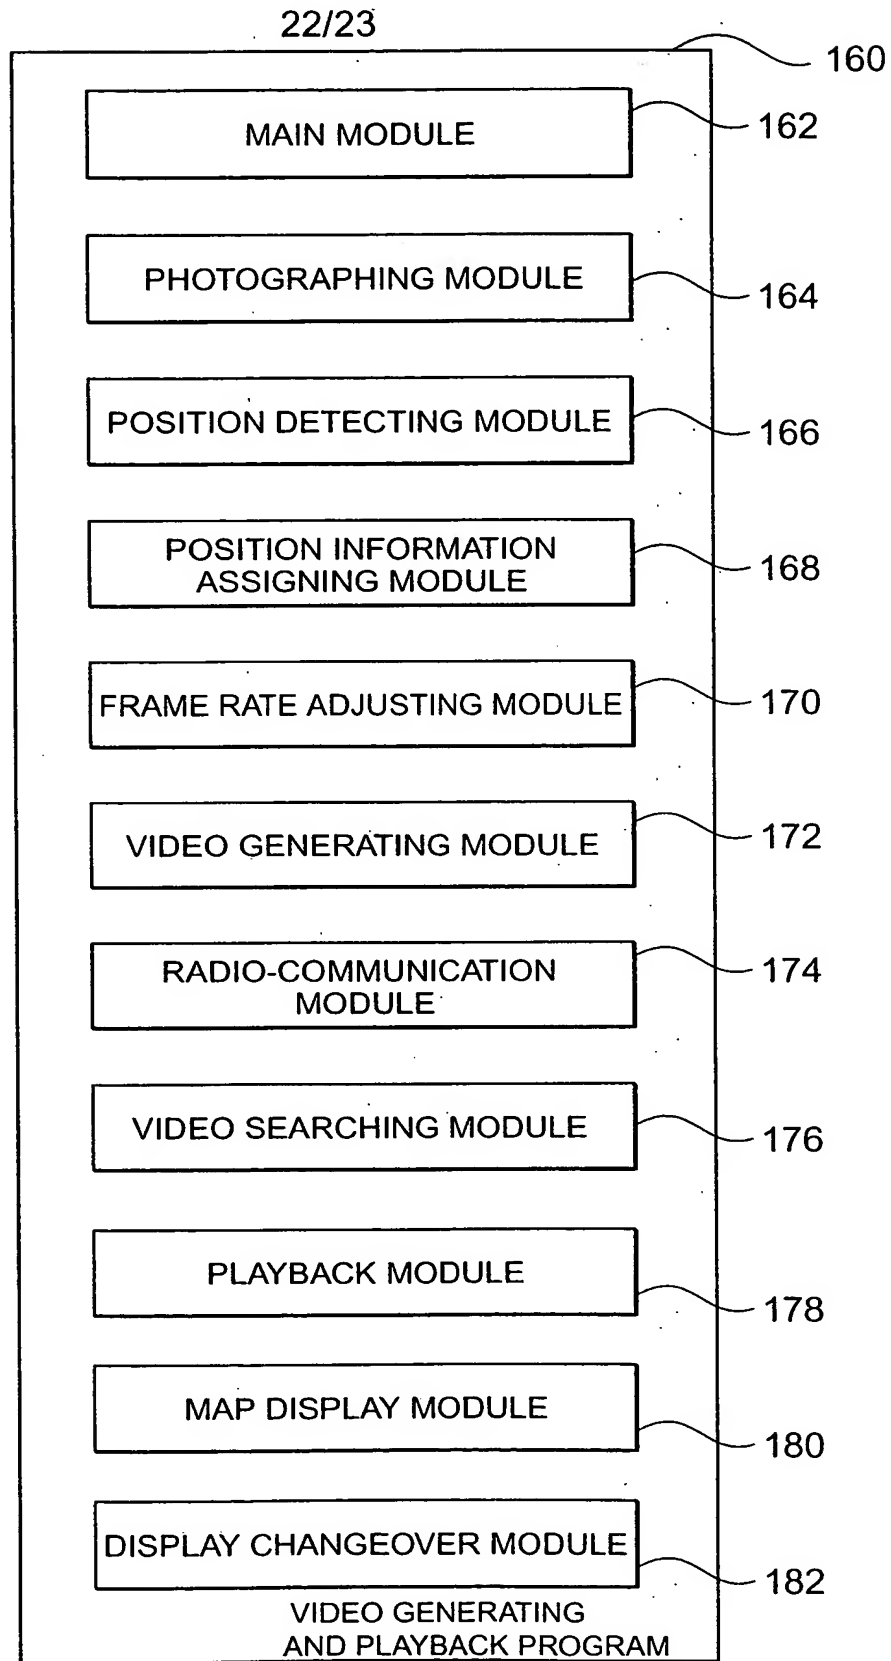 22/23
160
MAIN MODULE
162
PHOTOGRAPHING MODULE
164
POSITION DETECTING MODULE
166
POSITION INFORMATION
ASSIGNING MODULE
168
FRAME RATE ADJUSTING MODULE
170
VIDEO GENERATING MODULE
172
RADIO-COMMUNICATION
MODULE
174
VIDEO SEARCHING MODULE
176
PLAYBACK MODULE
178
MAP DISPLAY MODULE
180
DISPLAY CHANGEOVER MODULE
182
VIDEO GENERATING
AND PLAYBACK PROGRAM